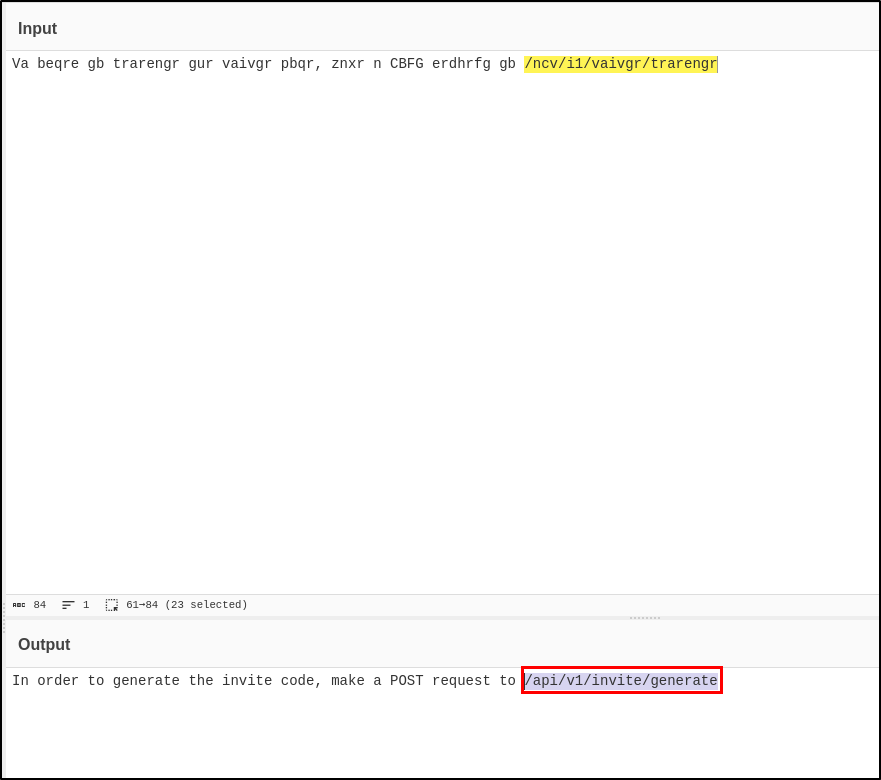 Input
Va beqre gb trarengr gur vaivgr pbqr, znxr n CBFG erdhrfg gb /ncv/i1/vaivgr/trarengr
ABC 84 1 61→84 (23 selected)
Output
In order to generate the invite code, make a POST request to /api/v1/invite/generate